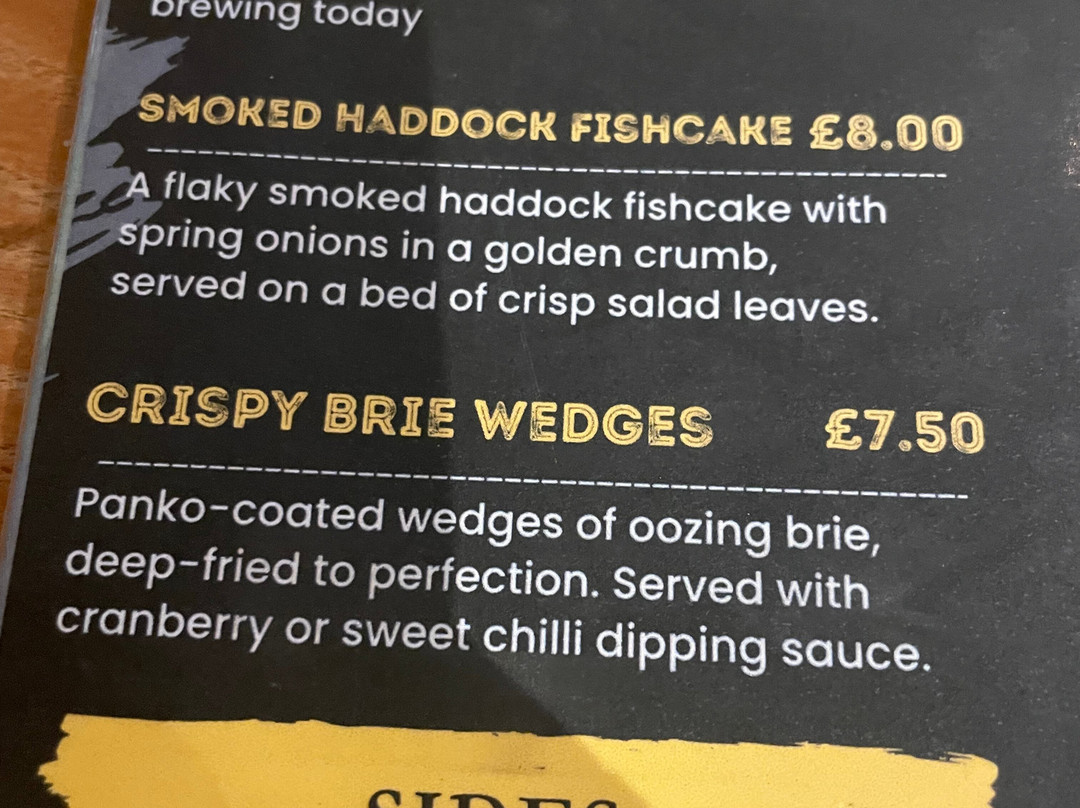 brewing today
SMOKED HADDOCK FISHCAKE £8.00
A flaky smoked haddock fishcake with
spring onions in a golden crumb,
served on a bed of crisp salad leaves.
CRISPY BRIE WEDGES £7.50
Panko-coated wedges of oozing brie,
deep-fried to perfection. Served with
cranberry or sweet chilli dipping sauce.
SIDES